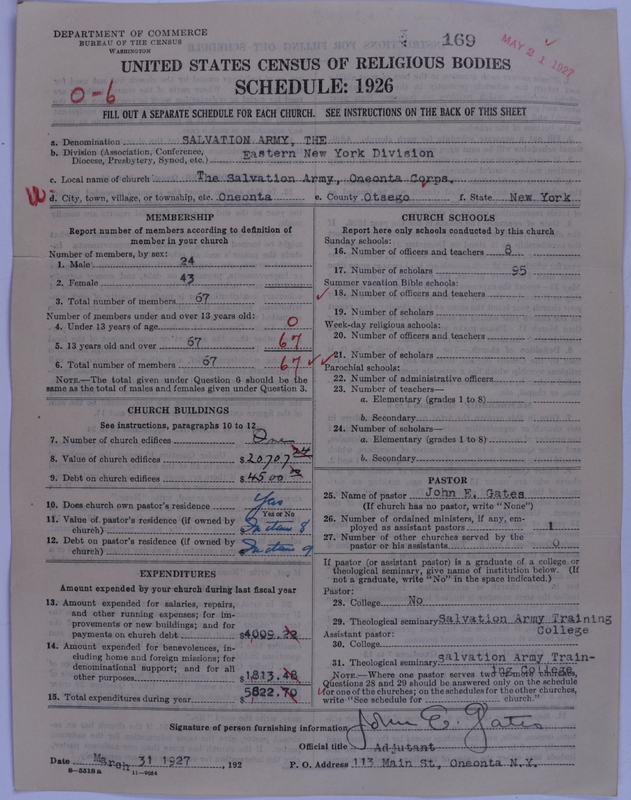 DEPARTMENT OF COMMERCE
BUREAU OF THE CENSUS
WASHINGTON
169
MAY 21 1927
UNITED STATES CENSUS OF RELIGIOUS BODIES
SCHEDULE: 1926
0-6
FILL OUT A SEPARATE SCHEDULE FOR EACH CHURCH. SEE INSTRUCTIONS ON THE BACK OF THIS SHEET
a. Denomination SALVATION ARMY, THE
b. Division (Association, Conference, Diocese, Presbytery, Synod, etc.) Eastern New York Division
c. Local name of church The Salvation Army, Oneonta Corps.
W d. City, town, village, or township, etc. Oneonta e. County Otsego f. State New York
MEMBERSHIP
Report number of members according to definition of
member in your church
Number of members, by sex:
1. Male 24
2. Female 43
3. Total number of members 67
Number of members under and over 13 years old:
4. Under 13 years of age 0
5. 13 years old and over 67 67
6. Total number of members 67 67
NOTE.—The total given under Question 6 should be the
same as the total of males and females given under Question 3.
CHURCH BUILDINGS
See instructions, paragraphs 10 to 12
7. Number of church edifices One
8. Value of church edifices $20707 24
9. Debt on church edifices $4500
10. Does church own pastor's residence Yes
Yes or No
11. Value of pastor's residence (if owned by
church) In item 8
12. Debt on pastor's residence (if owned by
church) In item 9
EXPENDITURES
Amount expended by your church during last fiscal year
13. Amount expended for salaries, repairs,
and other running expenses; for im-
provements or new buildings; and for
payments on church debt $4009.22
14. Amount expended for benevolences, in-
cluding home and foreign missions; for
denominational support; and for all
other purposes $1813.48
15. Total expenditures during year $5822.70
CHURCH SCHOOLS
Report here only schools conducted by this church
Sunday schools:
16. Number of officers and teachers 8
17. Number of scholars 95
Summer vacation Bible schools:
18. Number of officers and teachers
19. Number of scholars
Week-day religious schools:
20. Number of officers and teachers
21. Number of scholars
Parochial schools:
22. Number of administrative officers
23. Number of teachers—
a. Elementary (grades 1 to 8)
b. Secondary
24. Number of scholars—
a. Elementary (grades 1 to 8)
b. Secondary
PASTOR
25. Name of pastor John E. Gates
(If church has no pastor, write "None")
26. Number of ordained ministers, if any, em-
ployed as assistant pastors 1
27. Number of other churches served by the
pastor or his assistants 0
If pastor (or assistant pastor) is a graduate of a college or
theological seminary, give name of institution below. (If
not a graduate, write "No" in the space indicated.)
Pastor:
28. College No
29. Theological seminary Salvation Army Training
College
Assistant pastor:
30. College
31. Theological seminary Salvation Army Train-
ing College
NOTE.—Where one pastor serves two or more churches,
Questions 28 and 29 should be answered only on the schedule
for one of the churches; on the schedules for the other churches,
write "See schedule for church."
Signature of person furnishing information John E. Gates
Official title Adjutant
Date March 31 1927, 192 P. O. Address 113 Main St, Oneonta N.Y.
8-5518 a 11-9084